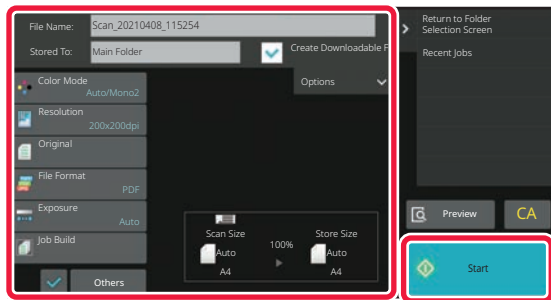 File Name: Scan_20210408_115254
Stored To: Main Folder
Create Downloadable F
Options
Color Mode
Auto/Mono2
Resolution
200x200dpi
Original
File Format
PDF
Exposure
Auto
Job Build
Others
Scan Size
Auto
A4
100%
Store Size
Auto
A4
Return to Folder
Selection Screen
Recent Jobs
Preview
CA
Start